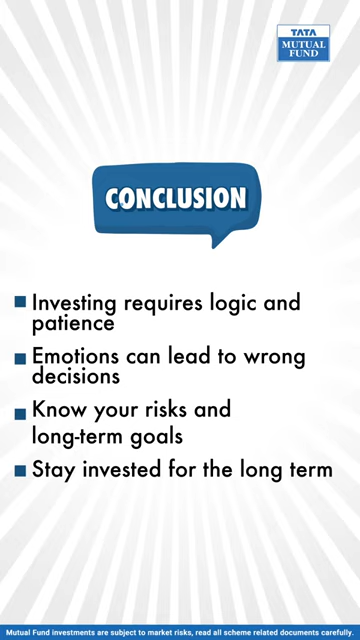 TATA
MUTUAL
FUND
CONCLUSION
Investing requires logic and
patience
Emotions can lead to wrong
decisions
Know your risks and
long-term goals
Stay invested for the long term
Mutual Fund investments are subject to market risks, read all scheme related documents carefully.